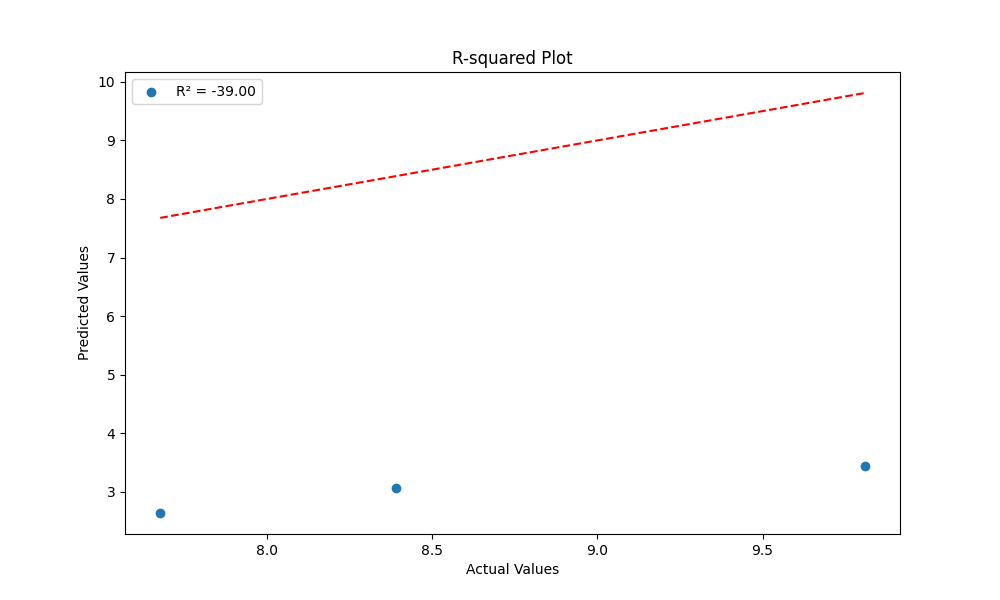 R-squared Plot
R² = -39.00
10
9
8
7
6
5
4
3
Predicted Values
8.0 8.5 9.0 9.5
Actual Values